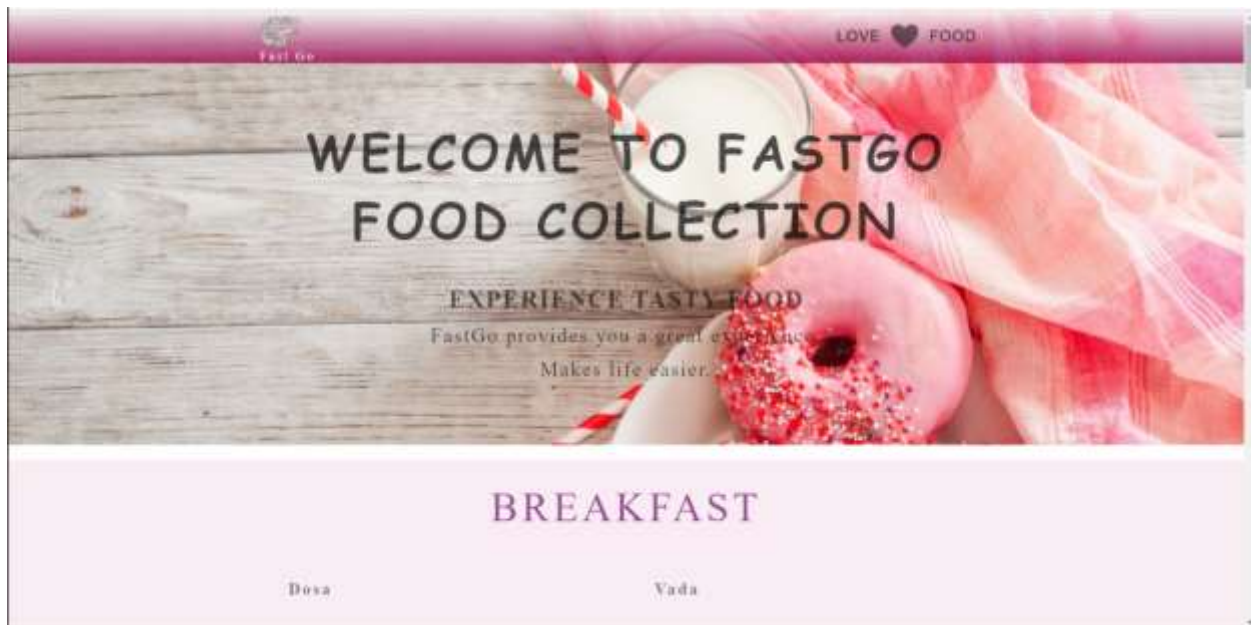 Fast Go
LOVE FOOD
WELCOME TO FASTGO
FOOD COLLECTION
EXPERIENCE TASTY FOOD
FastGo provides you a great experience
Makes life easier.
BREAKFAST
Dosa Vada